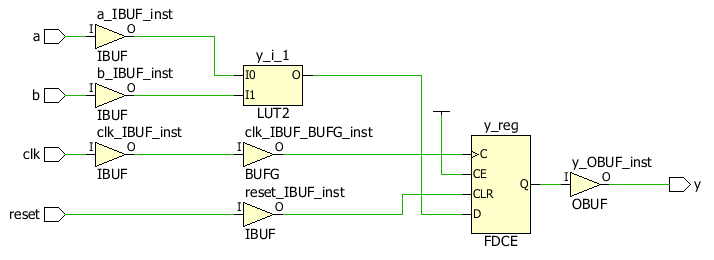 a_IBUF_inst
a
I
O
IBUF
y_i_1
I0
O
I1
LUT2
b_IBUF_inst
b
I
O
IBUF
clk_IBUF_inst
clk
I
O
IBUF
clk_IBUF_BUFG_inst
I
O
BUFG
reset_IBUF_inst
reset
I
O
IBUF
y_reg
C
CE
CLR
D
Q
FDCE
y_OBUF_inst
I
O
OBUF
y